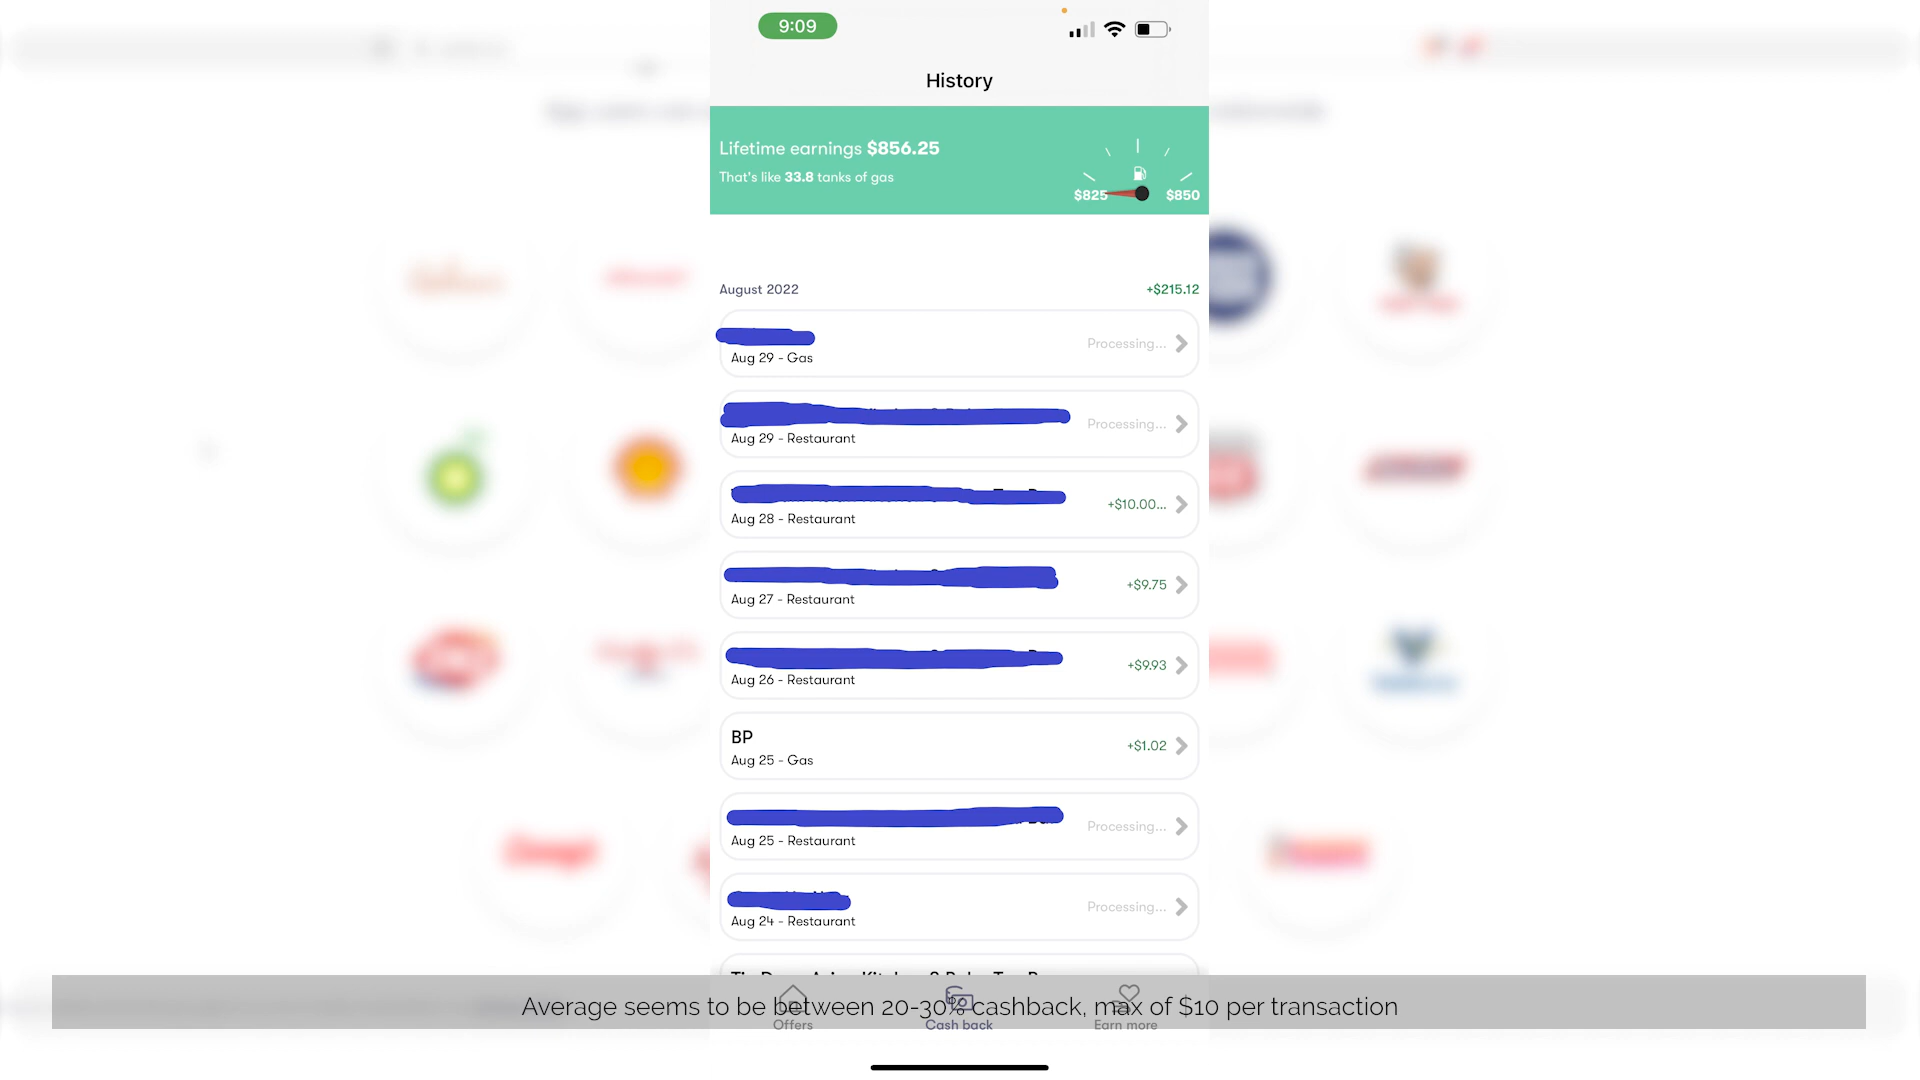 9:09
History
Lifetime earnings $856.25
That's like 33.8 tanks of gas
$825 $850
August 2022 +$215.12
Aug 29 - Gas
Processing...
Aug 29 - Restaurant
Processing...
Aug 28 - Restaurant
+$10.00...
Aug 27 - Restaurant
+$9.75
Aug 26 - Restaurant
+$9.93
BP
Aug 25 - Gas
+$1.02
Aug 25 - Restaurant
Processing...
Aug 24 - Restaurant
Processing...
Average seems to be between 20-30% cashback, max of $10 per transaction
Offers Cash back Earn more